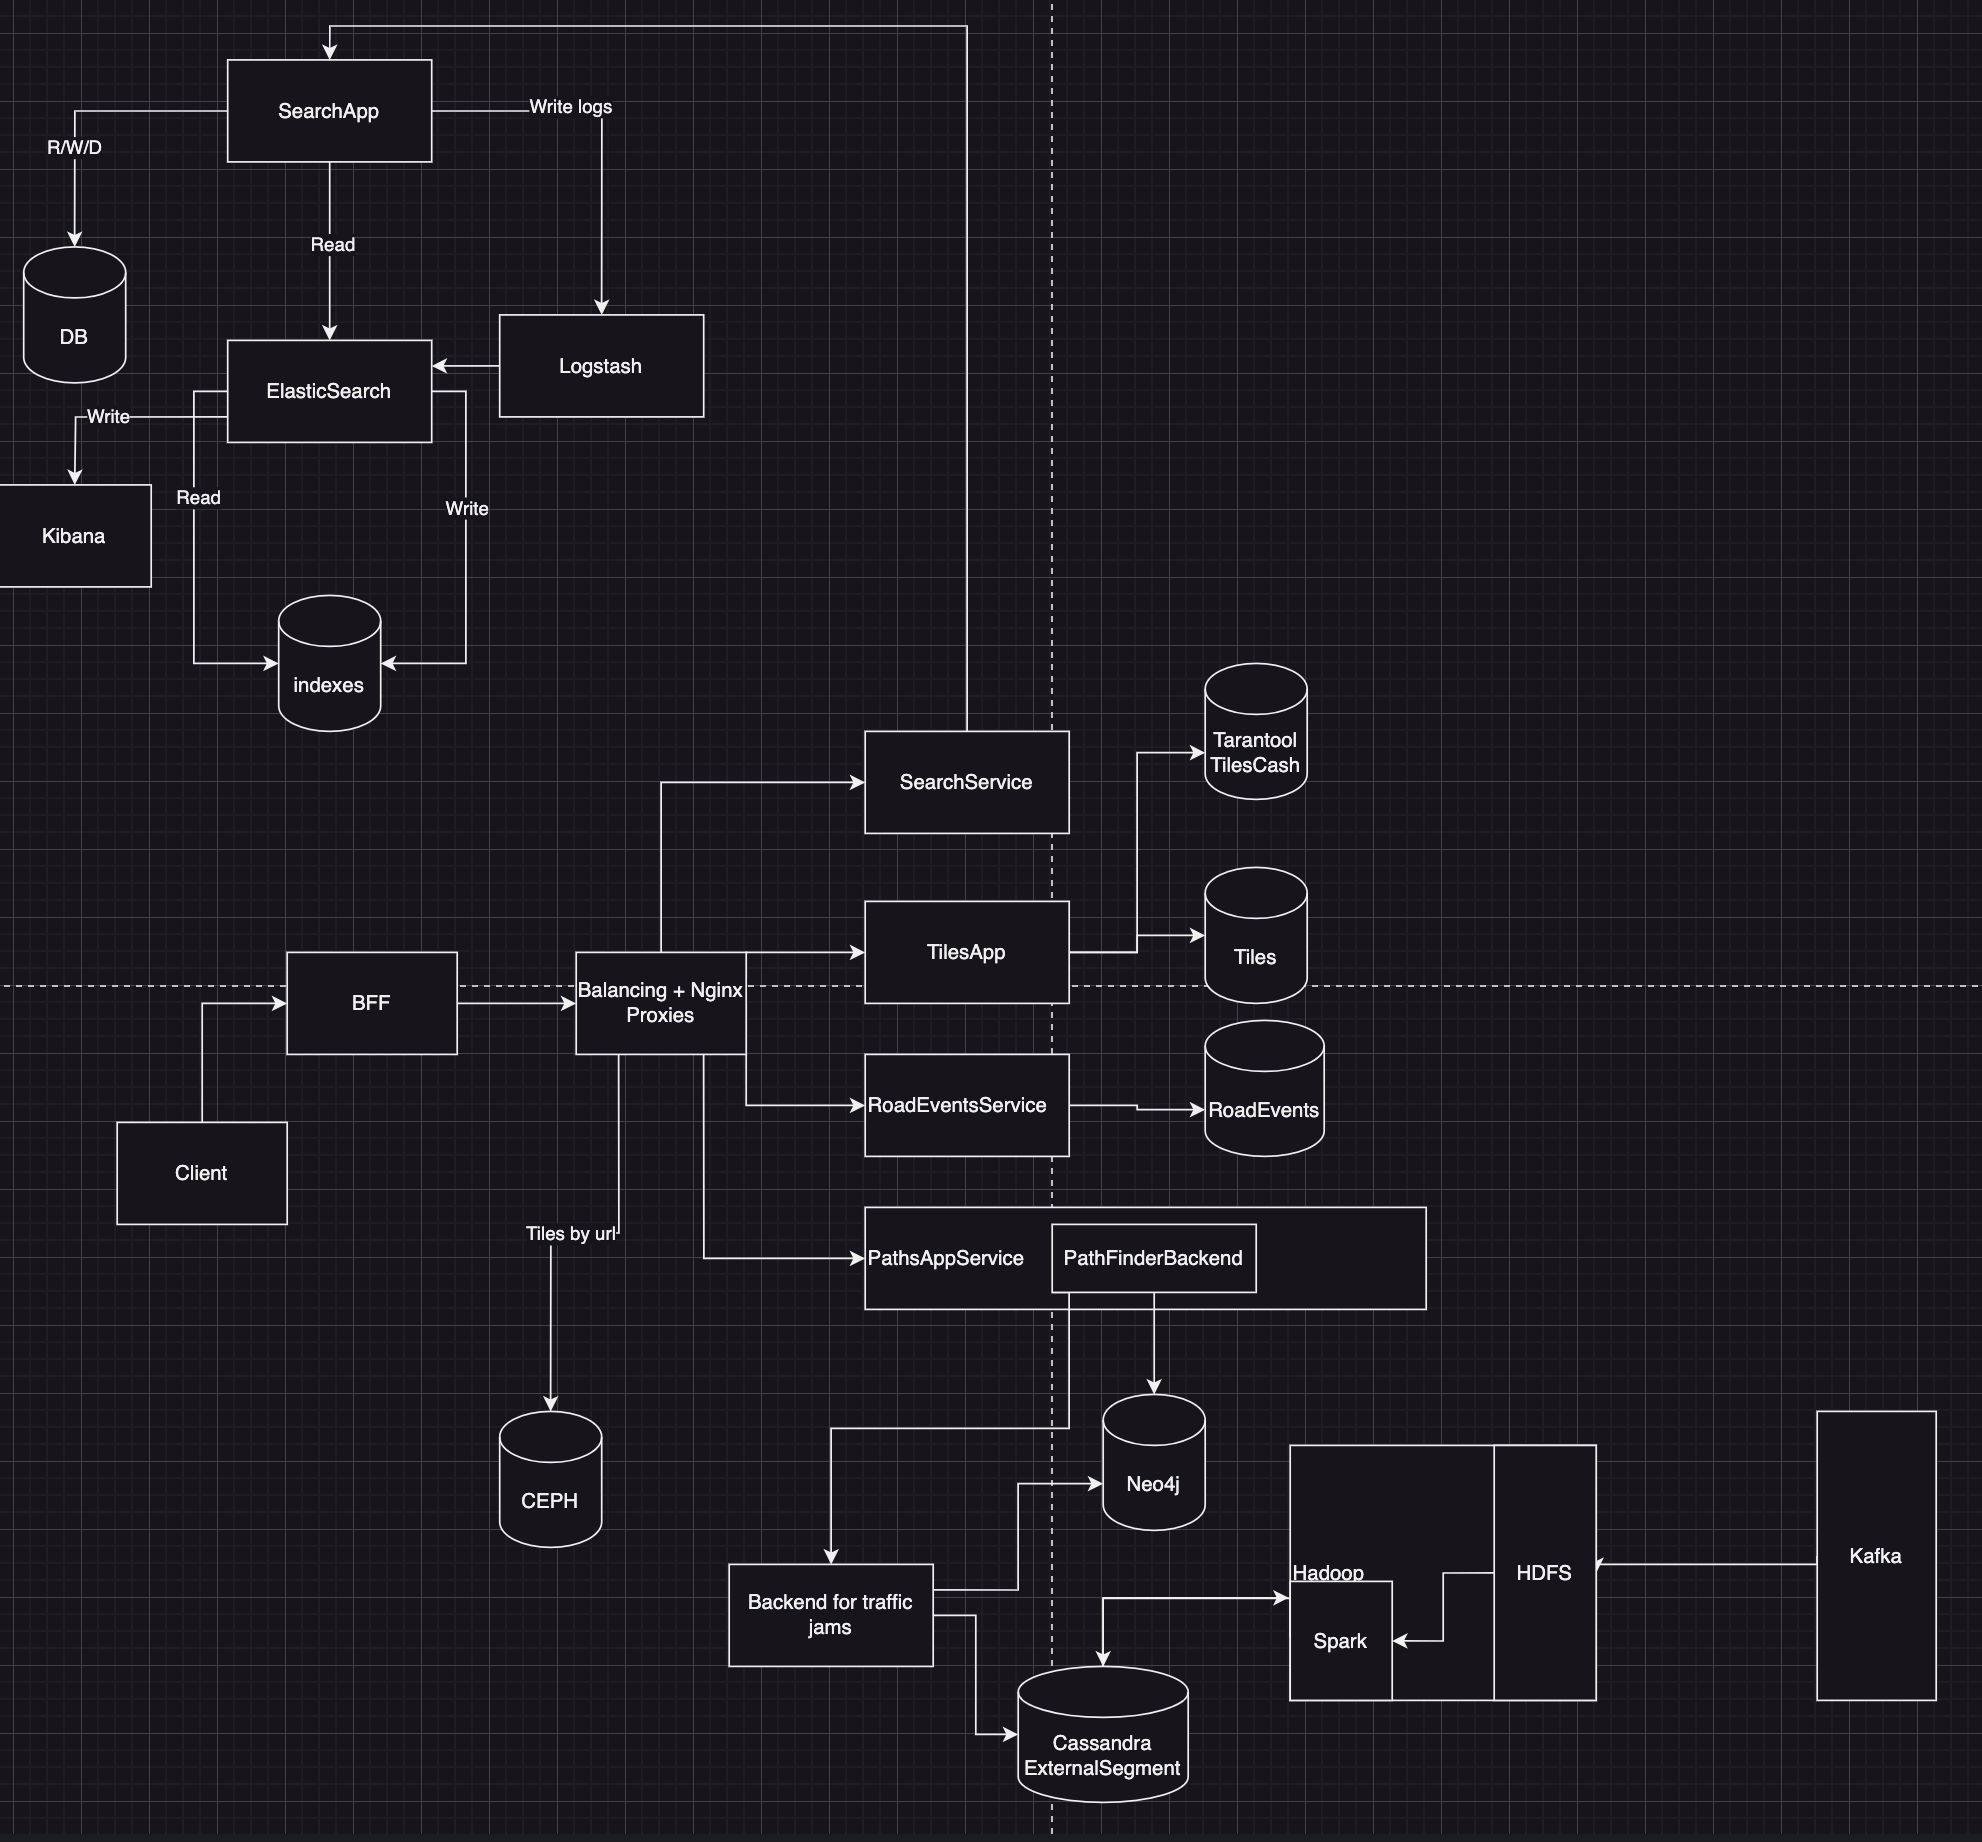 SearchApp
Write logs
R/W/D
Read
DB
Logstash
ElasticSearch
Write
Read
Write
Kibana
indexes
Tarantool
TilesCash
SearchService
TilesApp
Tiles
BFF
Balancing + Nginx
Proxies
RoadEventsService
RoadEvents
Client
Tiles by url
PathsAppService
PathFinderBackend
Neo4j
CEPH
Kafka
HDFS
Hadoop
Backend for traffic
jams
Spark
Cassandra
ExternalSegment